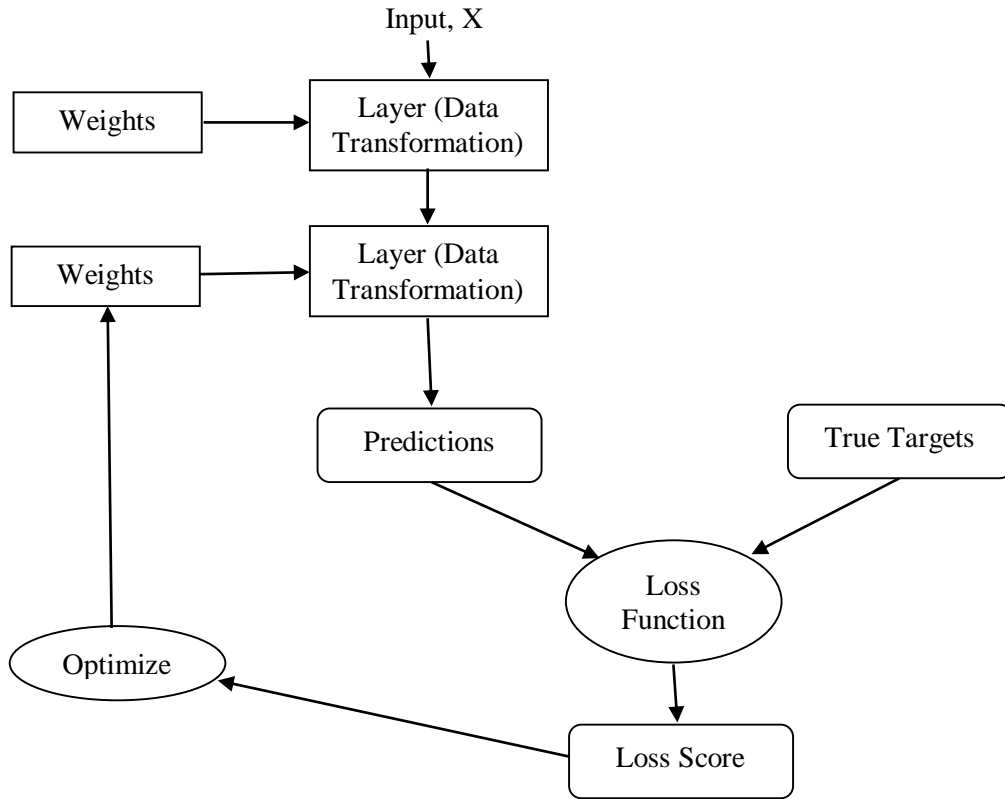 Input, X
Weights
Layer (Data
Transformation)
Weights
Layer (Data
Transformation)
Predictions
True Targets
Loss
Function
Optimize
Loss Score